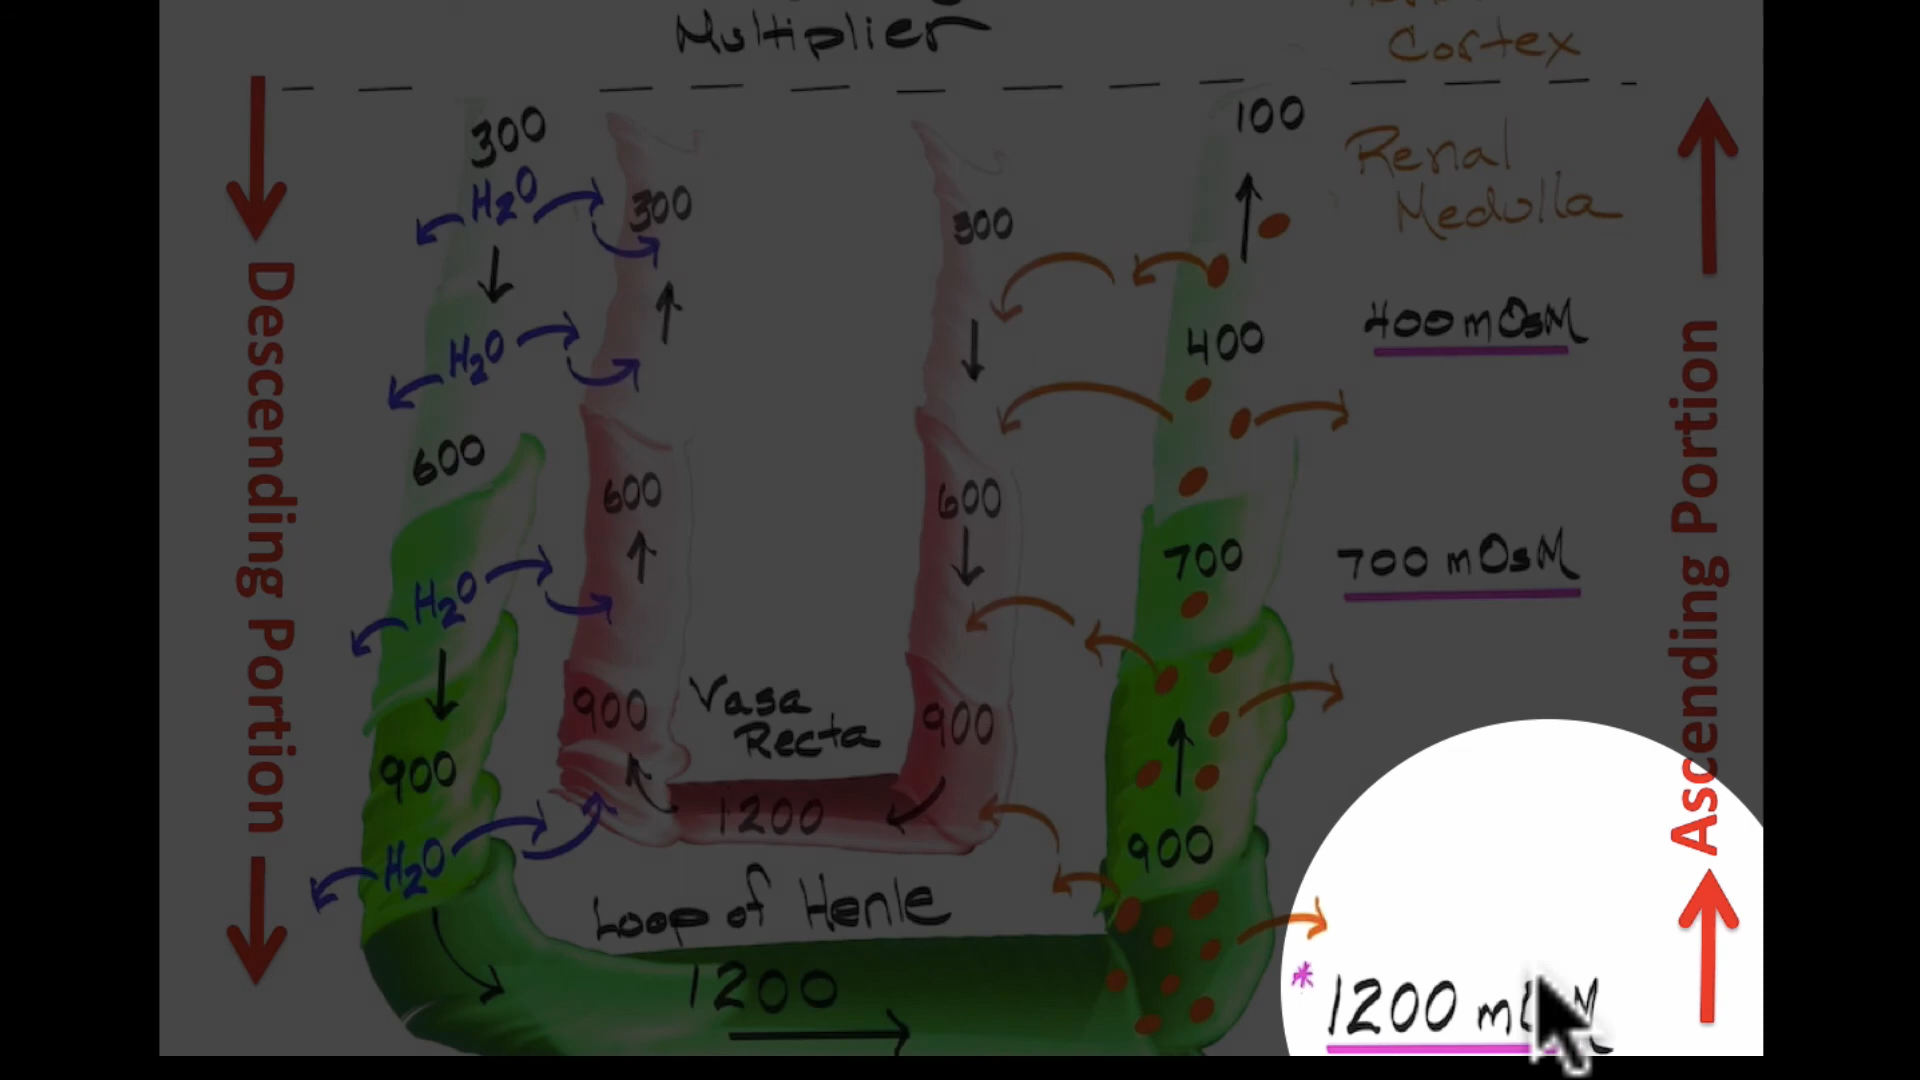 Multiplier
Cortex
300
100
Renal
Medulla
H2O
300
300
400
400 mOsM
H2O
600
600
600
700
700 mOsM
H2O
900
Vasa
Recta
900
900
H2O
1200
900
Loop of Henle
1200
* 1200 m
Descending Portion
Ascending Portion